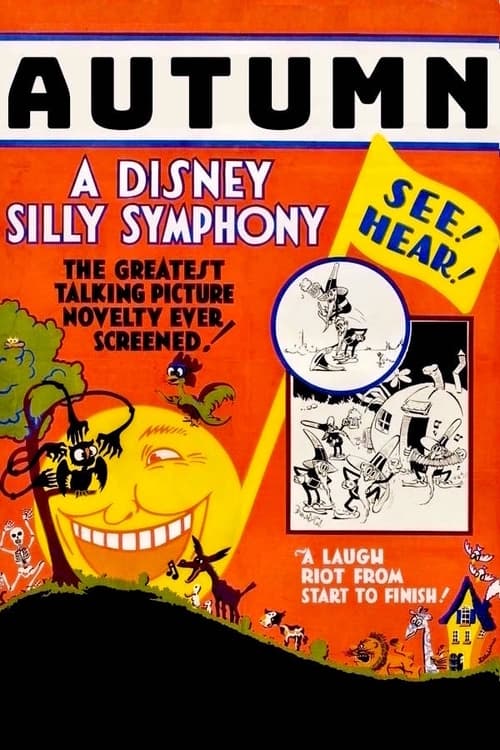 AUTUMN
A DISNEY
SILLY SYMPHONY
SEE!
HEAR!
THE GREATEST
TALKING PICTURE
NOVELTY EVER
SCREENED!
"A LAUGH
RIOT FROM
START TO FINISH!